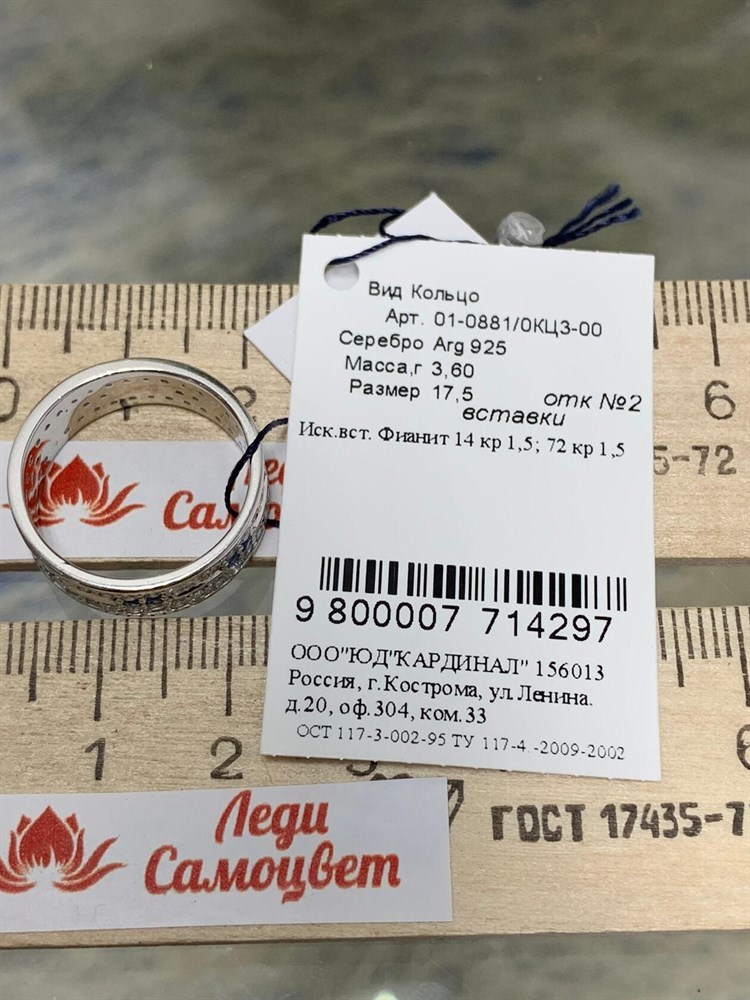 Вид Кольцо
Арт. 01-0881/0КЦЗ-00
Серебро Arg 925
Масса,г 3,60
Размер 17,5 отк №2
вставки
Иск.вст. Фианит 14 кр 1,5; 72 кр 1,5
9 800007 714297
ООО"ЮД"КАРДИНАЛ" 156013
Россия, г.Кострома, ул.Ленина.
д.20, оф.304, ком.33
ОСТ 117-3-002-95 ТУ 117-4.-2009-2002
0
6
5-72
1 2
ГОСТ 17435-7
Леди
Самоцвет